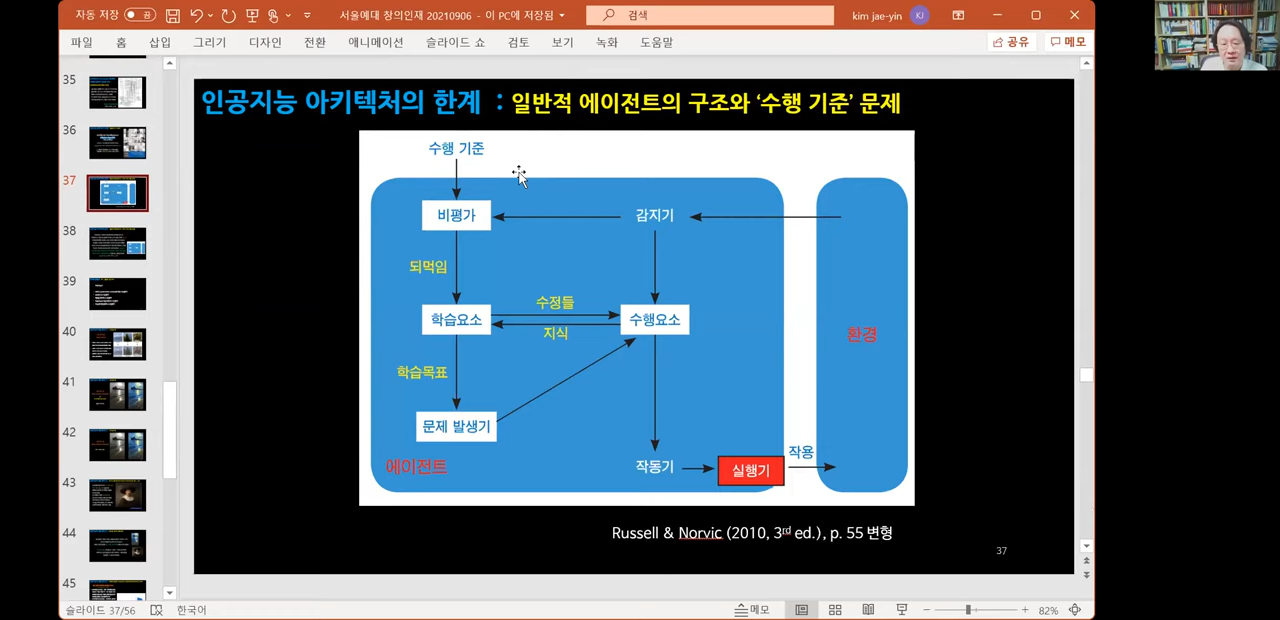 자동 저장 끔 서울예대 창의인재 20210906 - 이 PC에 저장됨 검색 kim jae-yin KJ
파일 홈 삽입 그리기 디자인 전환 애니메이션 슬라이드 쇼 검토 보기 녹화 도움말 공유 메모
35
36
37
38
39
40
41
42
43
44
45
인공지능 아키텍처의 한계 : 일반적 에이전트의 구조와 ‘수행 기준’ 문제
수행 기준
비평가
감지기
되먹임
수정들
학습요소
수행요소
지식
환경
학습목표
문제 발생기
에이전트
작동기
실행기
작용
Russell & Norvic (2010, 3rd ed.), p. 55 변형
37
슬라이드 37/56 한국어 메모 82%